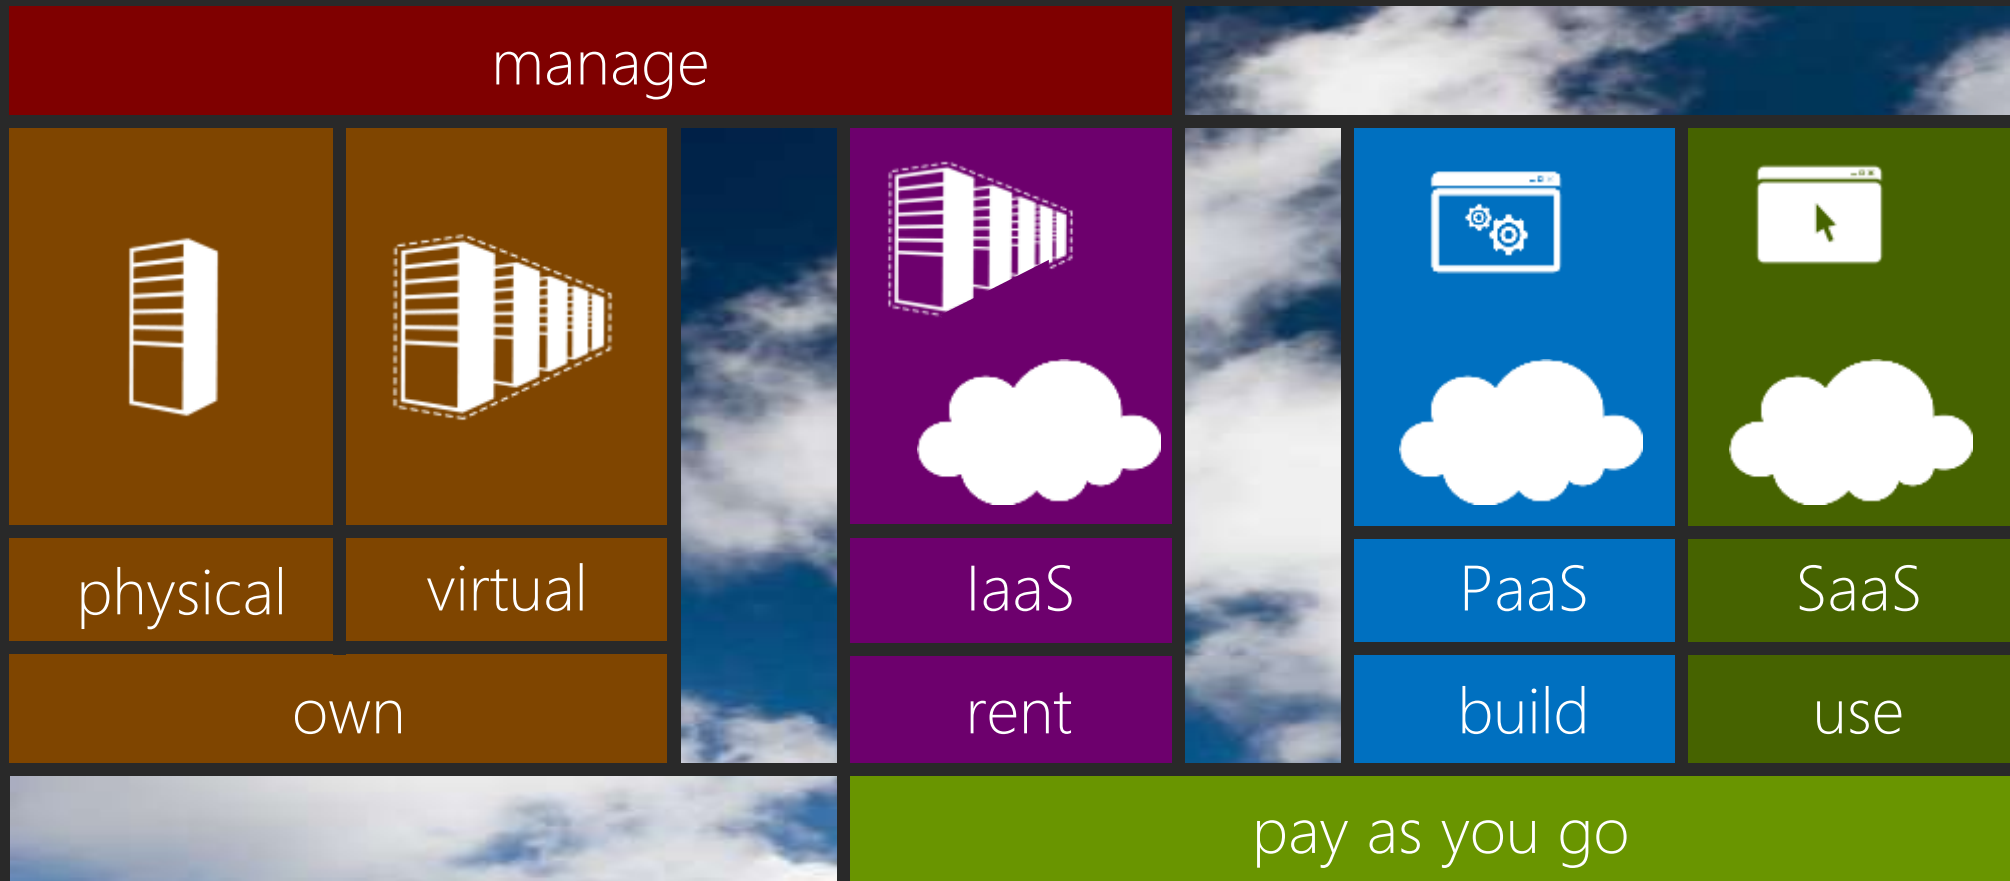 manage
physical
virtual
IaaS
PaaS
SaaS
own
rent
build
use
pay as you go